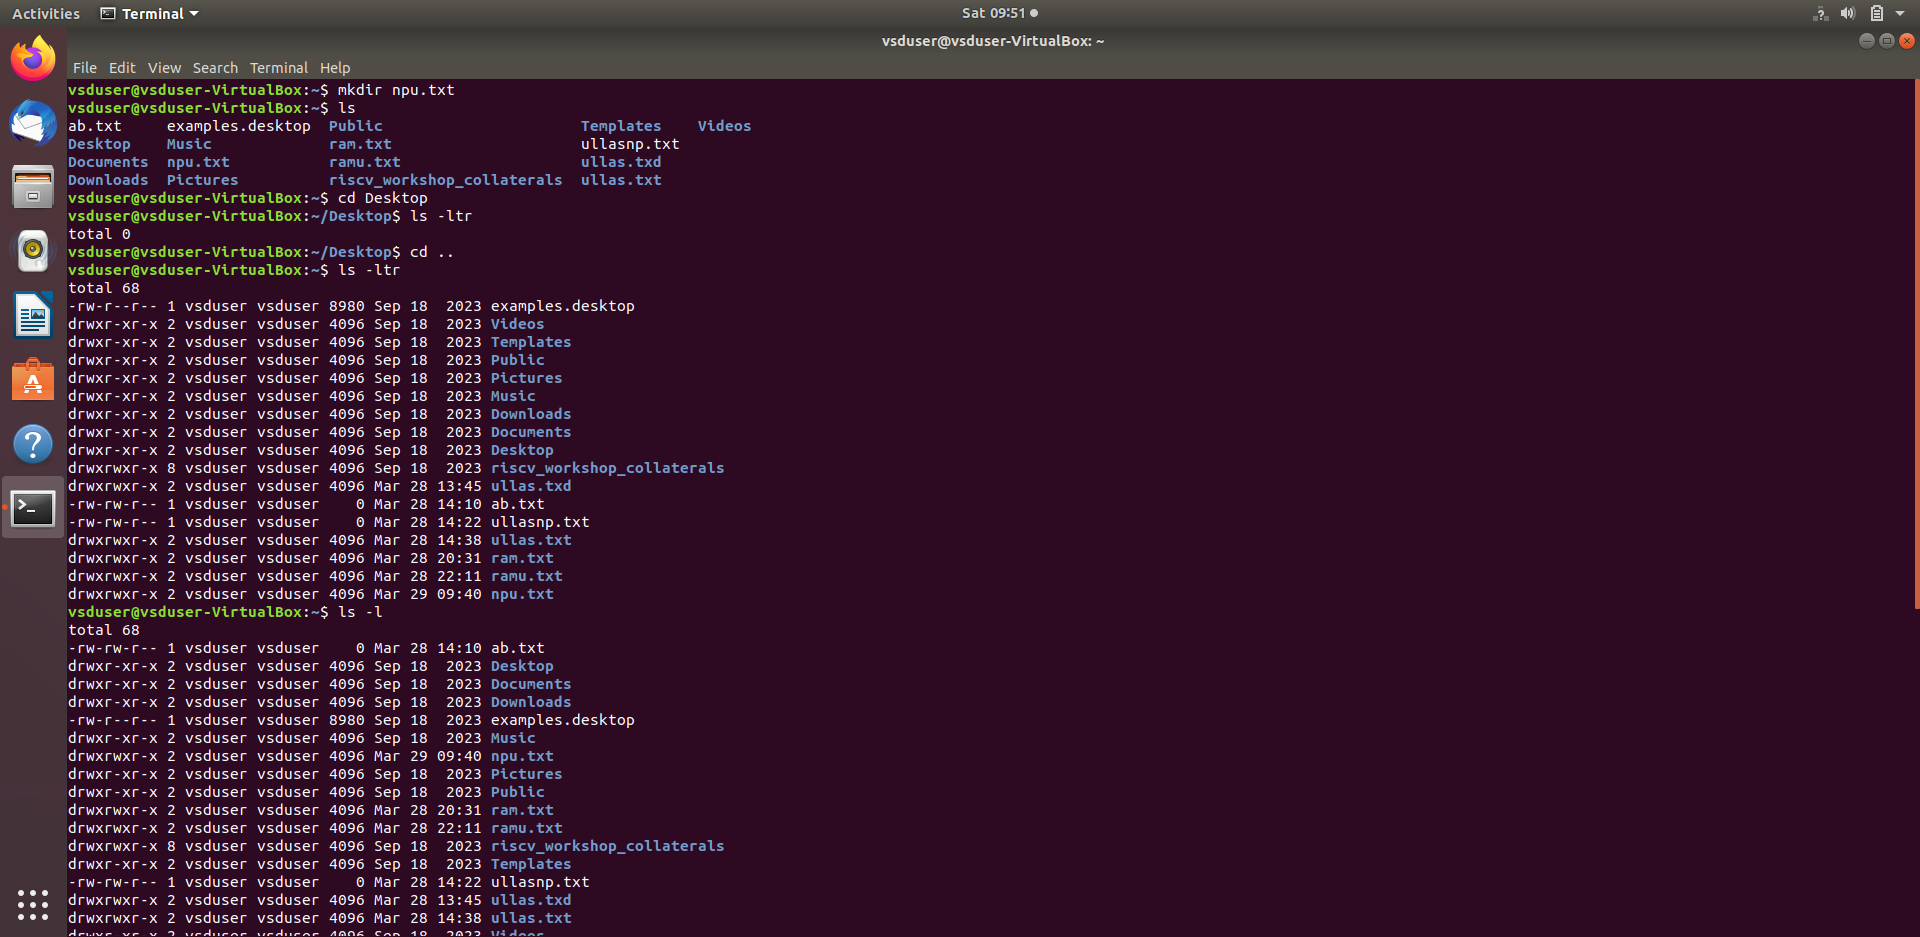 Activities Terminal Sat 09:51
vsduser@vsduser-VirtualBox: ~
File Edit View Search Terminal Help
vsduser@vsduser-VirtualBox:~$ mkdir npu.txt
vsduser@vsduser-VirtualBox:~$ ls
ab.txt examples.desktop Public Templates Videos
Desktop Music ram.txt ullasnp.txt
Documents npu.txt ramu.txt ullas.txd
Downloads Pictures riscv_workshop_collaterals ullas.txt
vsduser@vsduser-VirtualBox:~$ cd Desktop
vsduser@vsduser-VirtualBox:~/Desktop$ ls -ltr
total 0
vsduser@vsduser-VirtualBox:~/Desktop$ cd ..
vsduser@vsduser-VirtualBox:~$ ls -ltr
total 68
-rw-r--r-- 1 vsduser vsduser 8980 Sep 18  2023 examples.desktop
drwxr-xr-x 2 vsduser vsduser 4096 Sep 18  2023 Videos
drwxr-xr-x 2 vsduser vsduser 4096 Sep 18  2023 Templates
drwxr-xr-x 2 vsduser vsduser 4096 Sep 18  2023 Public
drwxr-xr-x 2 vsduser vsduser 4096 Sep 18  2023 Pictures
drwxr-xr-x 2 vsduser vsduser 4096 Sep 18  2023 Music
drwxr-xr-x 2 vsduser vsduser 4096 Sep 18  2023 Downloads
drwxr-xr-x 2 vsduser vsduser 4096 Sep 18  2023 Documents
drwxr-xr-x 2 vsduser vsduser 4096 Sep 18  2023 Desktop
drwxrwxr-x 8 vsduser vsduser 4096 Sep 18  2023 riscv_workshop_collaterals
drwxrwxr-x 2 vsduser vsduser 4096 Mar 28 13:45 ullas.txd
-rw-rw-r-- 1 vsduser vsduser    0 Mar 28 14:10 ab.txt
-rw-rw-r-- 1 vsduser vsduser    0 Mar 28 14:22 ullasnp.txt
drwxrwxr-x 2 vsduser vsduser 4096 Mar 28 14:38 ullas.txt
drwxrwxr-x 2 vsduser vsduser 4096 Mar 28 20:31 ram.txt
drwxrwxr-x 2 vsduser vsduser 4096 Mar 28 22:11 ramu.txt
drwxrwxr-x 2 vsduser vsduser 4096 Mar 29 09:40 npu.txt
vsduser@vsduser-VirtualBox:~$ ls -l
total 68
-rw-rw-r-- 1 vsduser vsduser    0 Mar 28 14:10 ab.txt
drwxr-xr-x 2 vsduser vsduser 4096 Sep 18  2023 Desktop
drwxr-xr-x 2 vsduser vsduser 4096 Sep 18  2023 Documents
drwxr-xr-x 2 vsduser vsduser 4096 Sep 18  2023 Downloads
-rw-r--r-- 1 vsduser vsduser 8980 Sep 18  2023 examples.desktop
drwxr-xr-x 2 vsduser vsduser 4096 Sep 18  2023 Music
drwxrwxr-x 2 vsduser vsduser 4096 Mar 29 09:40 npu.txt
drwxr-xr-x 2 vsduser vsduser 4096 Sep 18  2023 Pictures
drwxr-xr-x 2 vsduser vsduser 4096 Sep 18  2023 Public
drwxrwxr-x 2 vsduser vsduser 4096 Mar 28 20:31 ram.txt
drwxrwxr-x 2 vsduser vsduser 4096 Mar 28 22:11 ramu.txt
drwxrwxr-x 8 vsduser vsduser 4096 Sep 18  2023 riscv_workshop_collaterals
drwxr-xr-x 2 vsduser vsduser 4096 Sep 18  2023 Templates
-rw-rw-r-- 1 vsduser vsduser    0 Mar 28 14:22 ullasnp.txt
drwxrwxr-x 2 vsduser vsduser 4096 Mar 28 13:45 ullas.txd
drwxrwxr-x 2 vsduser vsduser 4096 Mar 28 14:38 ullas.txt
drwxr-xr-x 2 vsduser vsduser 4096 Sep 18  2023 Videos